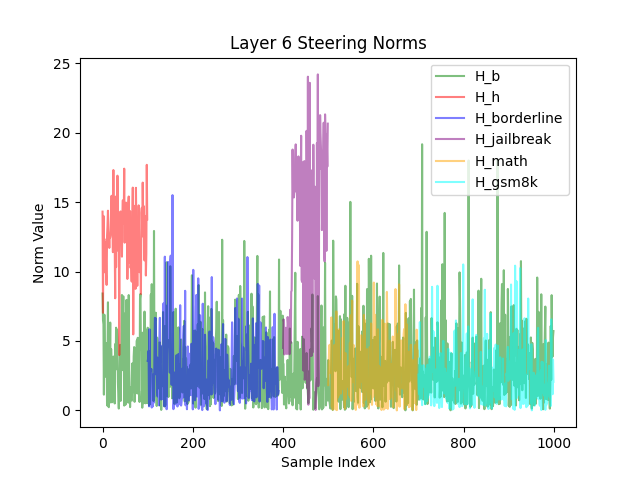 Layer 6 Steering Norms
25
20
15
10
5
0
Norm Value
0
200
400
600
800
1000
Sample Index
H_b
H_h
H_borderline
H_jailbreak
H_math
H_gsm8k